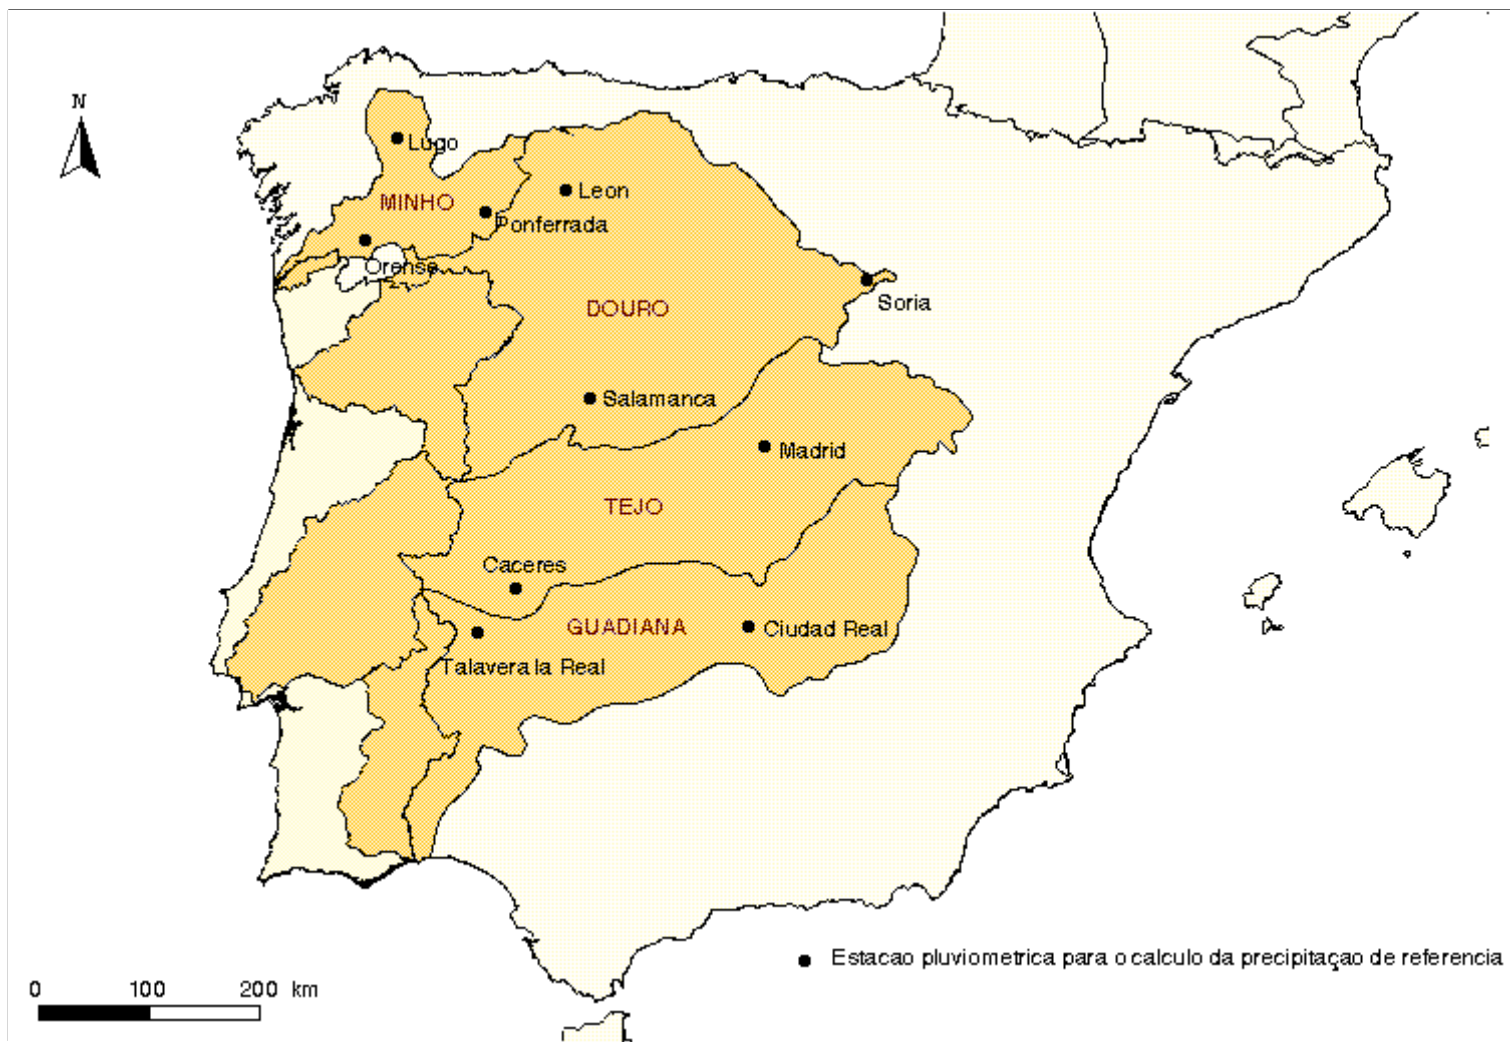 N
Lugo
MINHO
Leon
Ponferrada
Orense
Soria
DOURO
Salamanca
Madrid
TEJO
Caceres
GUADIANA
Ciudad Real
Talavera la Real
Estacao pluviometrica para o calculo da precipitaçao de referencia
0 100 200 km